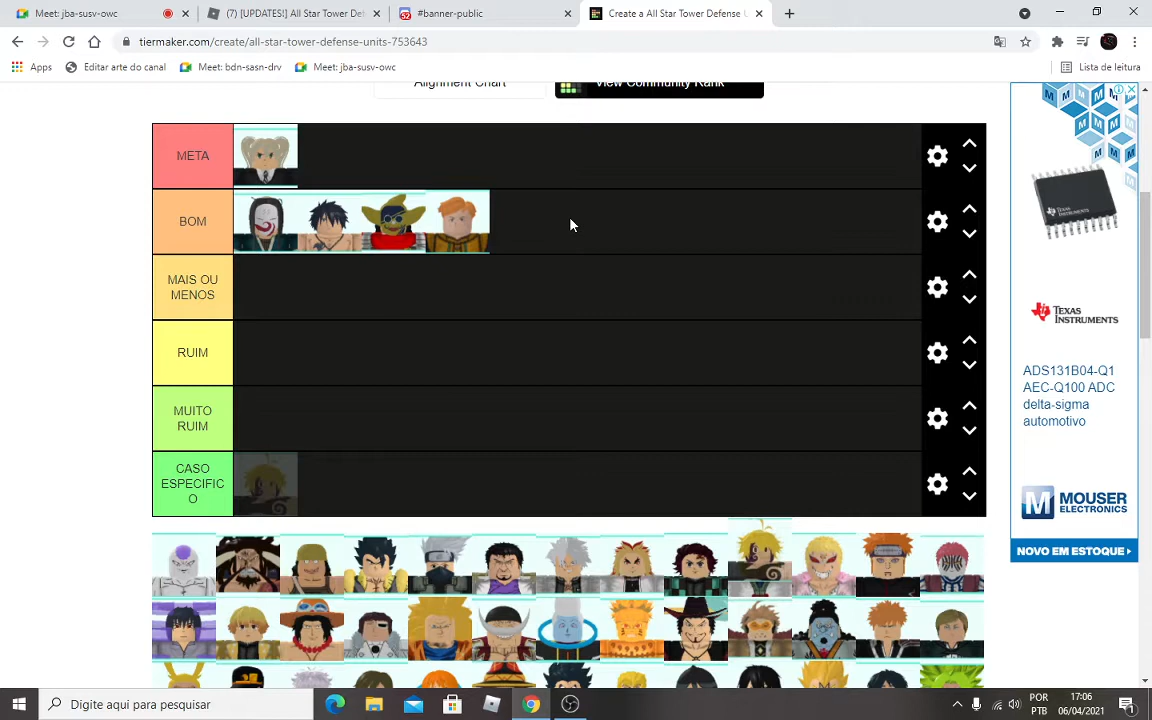 jba-susv-owc
(7) [UPDATES!] All Star Tower Def
#banner-public
Create a All Star Tower Defense U
tiermaker.com/create/all-star-tower-defense-units-753643
Apps
Editar arte do canal
Meet: bdn-sasn-drv
Meet: jba-susv-owc
Lista de leitura
Alignment Chart
View Community Rank
META
BOM
MAIS OU
MENOS
RUIM
MUITO
RUIM
CASO
ESPECIFIC
O
TEXAS
INSTRUMENTS
TEXAS
INSTRUMENTS
ADS131B04-Q1
AEC-Q100 ADC
delta-sigma
automotivo
M MOUSER
ELECTRONICS
NOVO EM ESTOQUE
Digite aqui para pesquisar
POR
PTB
17:06
06/04/2021
1